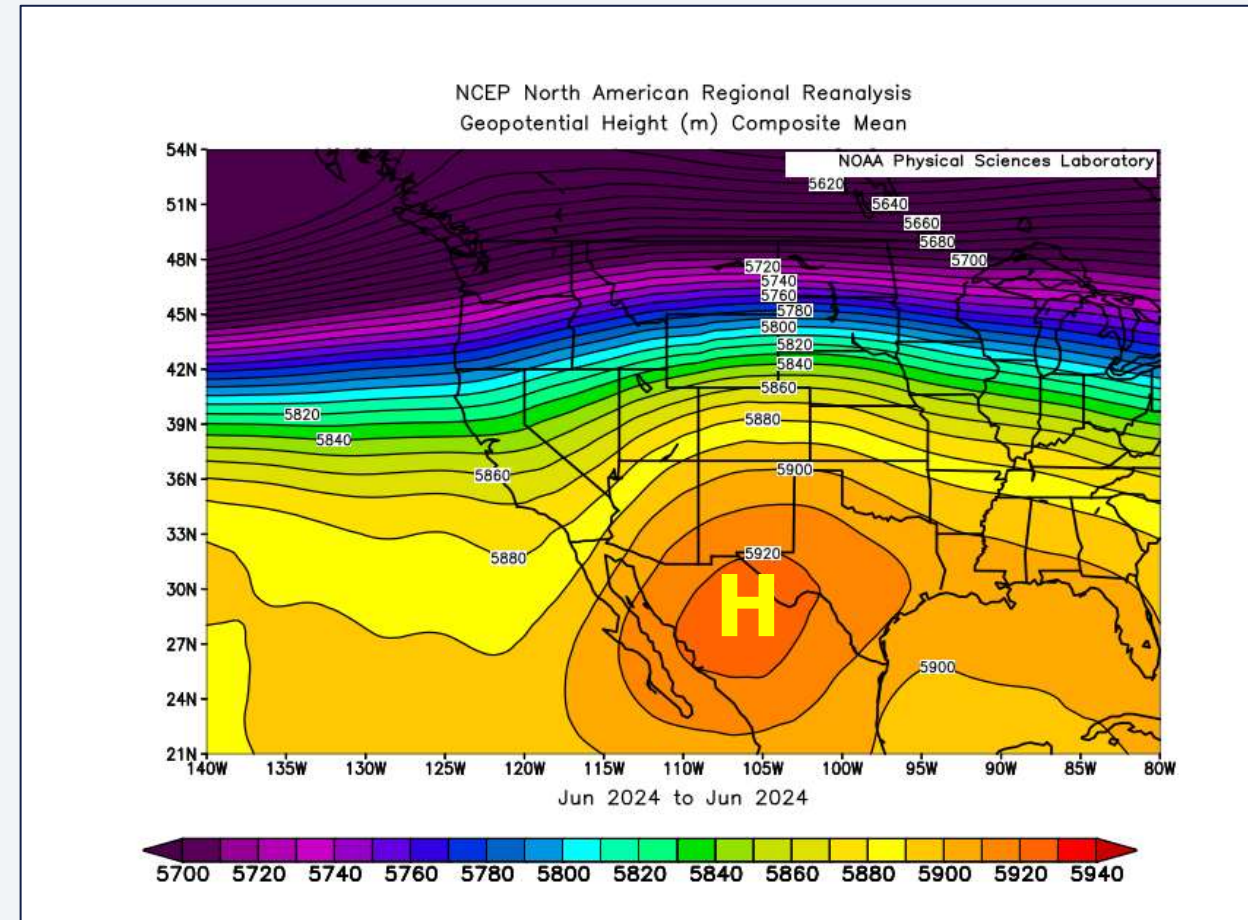 NCEP North American Regional Reanalysis
Geopotential Height (m) Composite Mean
54N
NOAA Physical Sciences Laboratory
5620
51N
5640
5660
5680
48N
5700
5720
5740
5760
45N
5780
5800
5820
42N
5840
5860
5820
5880
39N
5840
5860
5900
36N
33N
5880
5920
30N
H
27N
5900
24N
21N
140W 135W 130W 125W 120W 115W 110W 105W 100W 95W 90W 85W 80W
Jun 2024 to Jun 2024
5700 5720 5740 5760 5780 5800 5820 5840 5860 5880 5900 5920 5940